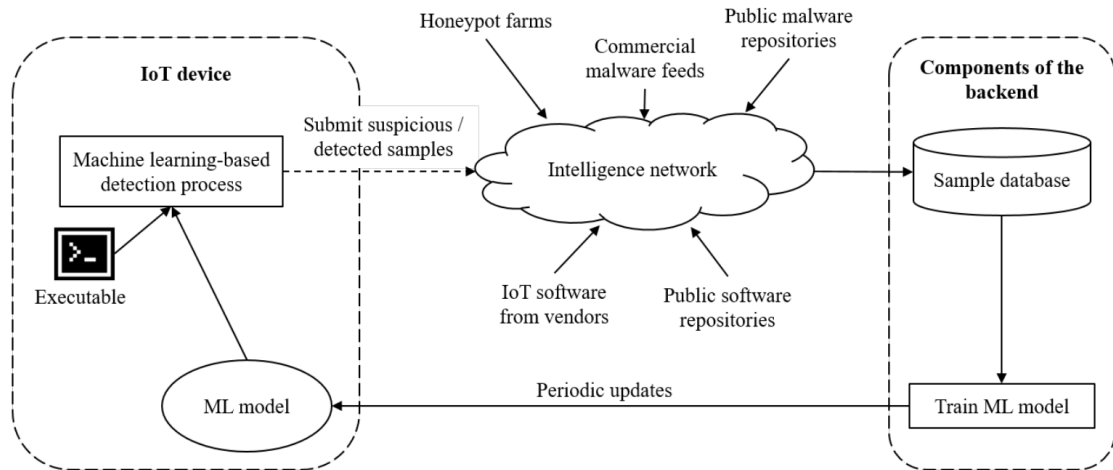 IoT device
Machine learning-based
detection process
>_
Executable
ML model
Submit suspicious /
detected samples
Honeypot farms
Commercial
malware feeds
Public malware
repositories
Intelligence network
IoT software
from vendors
Public software
repositories
Periodic updates
Components of the
backend
Sample database
Train ML model